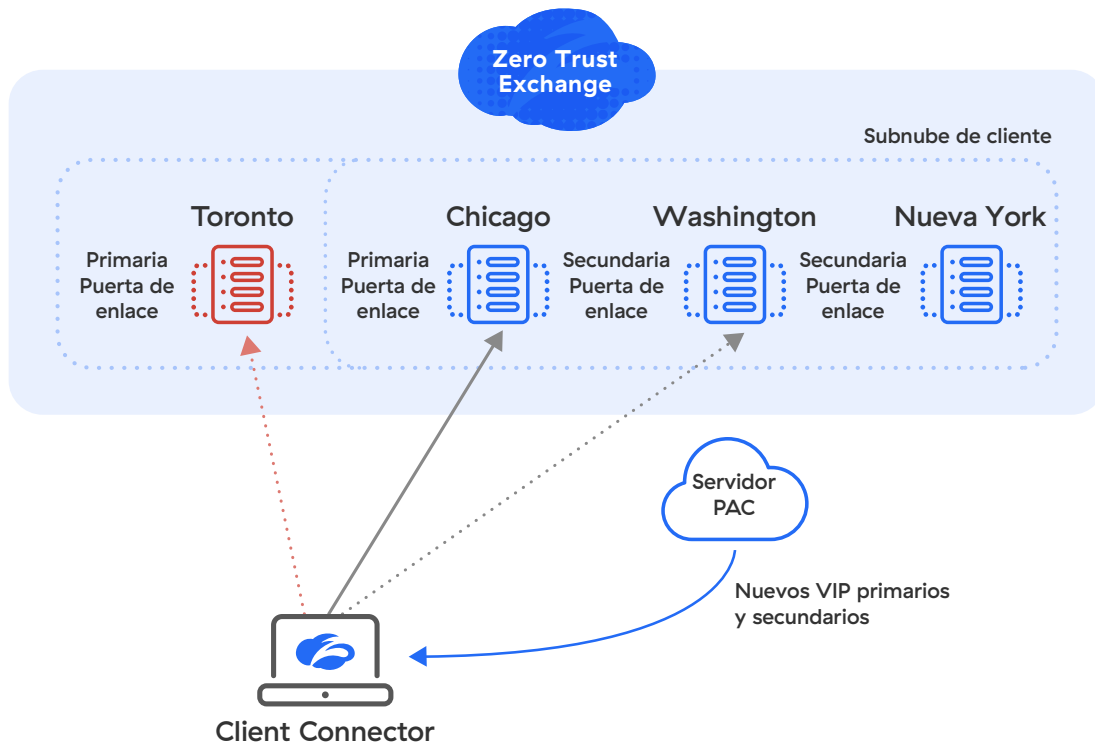 Zero Trust
Exchange
Subnube de cliente
Toronto
Chicago
Washington
Nueva York
Primaria
Puerta de
enlace
Primaria
Puerta de
enlace
Secundaria
Puerta de
enlace
Secundaria
Puerta de
enlace
Servidor
PAC
Nuevos VIP primarios
y secundarios
Client Connector